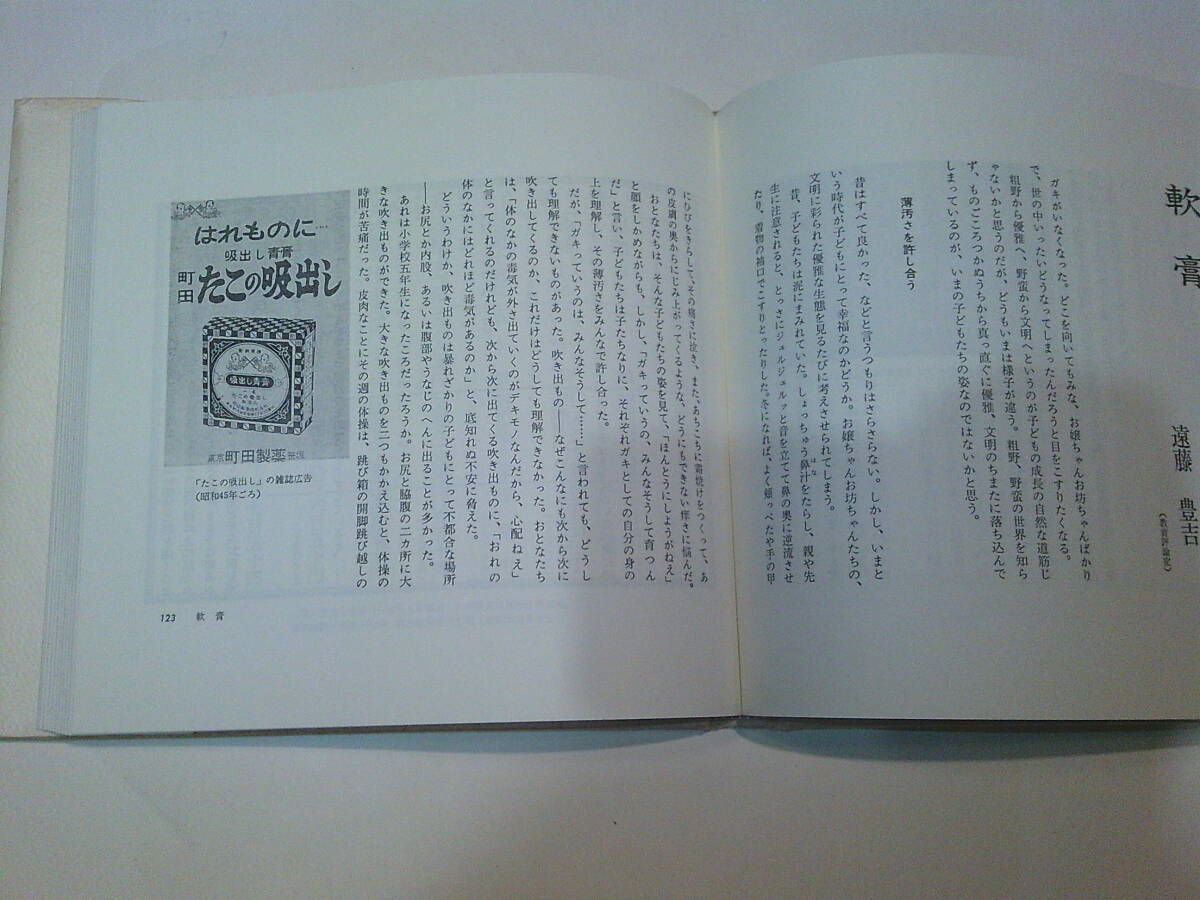 軟膏
遠藤豊吉
(教育評論家)
ガキがいなくなった。どこを向いてもみな、お嬢ちゃんお坊ちゃんばかり
で、世の中いったいどうなってしまったんだろうと目をこすりたくなる。
粗野から優雅へ、野蛮から文明へというのが子どもの成長の自然な道筋じ
ゃないかと思うのだが、どうもいまは様子が違う。粗野、野蛮の世界を知ら
ず、ものごころつかぬうちから真っ直ぐに優雅、文明のちまたに落ち込んで
しまっているのが、いまの子どもたちの姿なのではないかと思う。
薄汚さを許し合う
昔はすべて良かった、などと言うつもりはさらさらない。しかし、いまと
いう時代が子どもにとって幸福なのかどうか。お嬢ちゃんお坊ちゃんたちの、
文明に彩られた優雅な生態を見るたびに考えさせられてしまう。
昔、子どもたちは泥にまみれていた。しょっちゅう鼻汁をたらし、親や先
生に注意されると、とっさにジュルジュルッと音を立てて鼻の奥に逆流させ
たり、着物の袖口でこすりとったりした。冬になれば、よく頬っぺたや手の甲
にひびをきらして、その痛さに泣き、また、あちこちに霜焼けをつくって、あ
の皮膚の奥からにじみ上がってくるような、どうにもできない痒さに悩んだ。
おとなたちは、そんな子どもたちの姿を見て、「ほんとうにしようがねえ」
と顔をしかめながらも、しかし、「ガキっていうの、みんなそうして育つん
だ」と言い、子どもたちは子たちなりに、それぞれガキとしての自分の身の
上を理解し、その薄汚さをみんなで許し合った。
だが、「ガキっていうのは、みんなそうして……」と言われても、どうし
ても理解できないものがあった。吹き出もの――なぜこんなにも次から次に
吹き出してくるのか、これだけはどうしても理解できなかった。おとなたち
は、「体のなかの毒気が外さ出ていくのがデキモノなんだから、心配ねえ」
と言ってくれるのだけれども、次から次に出てくる吹き出ものに、「おれの
体のなかにはどれほど毒気があるのか」と、底知れぬ不安に脅えた。
どういうわけか、吹き出ものは暴れざかりの子どもにとって不都合な場所
――お尻とか内股、あるいは腹部やうなじのへんに出ることが多かった。
あれは小学校五年生になったころだったろうか。お尻と脇腹の二カ所に大
きな吹き出ものができた。大きな吹き出ものを二つもかかえ込むと、体操の
時間が苦痛だった。皮肉なことにその週の体操は、跳び箱の開脚跳び越しの
はれものに…
吸出し青膏
町田
たこの吸出し
吸出し青膏
たこの吸出し
東京 町田製薬
「たこの吸出し」の雑誌広告
(昭和45年ごろ)
123 軟膏